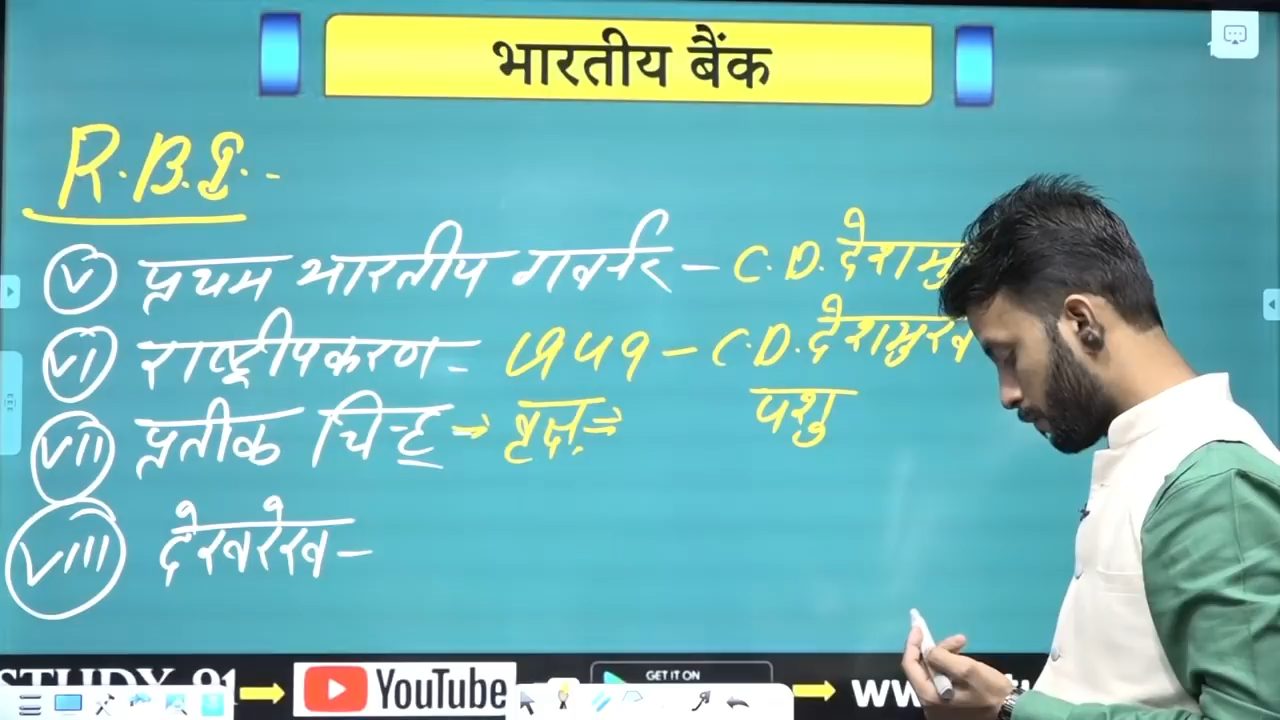 भारतीय बैंक
R.B.I.-
(V) प्रथम भारतीय गवर्नर - C.D. देशमु
(VI) राष्ट्रीयकरण - 1949 - C.D. देशमुख
(VII) प्रतीक चिन्ह → वृक्ष ⇒ पशु
(VIII) देखरेख -
STUDY 91 → YouTube GET IT ON → ww